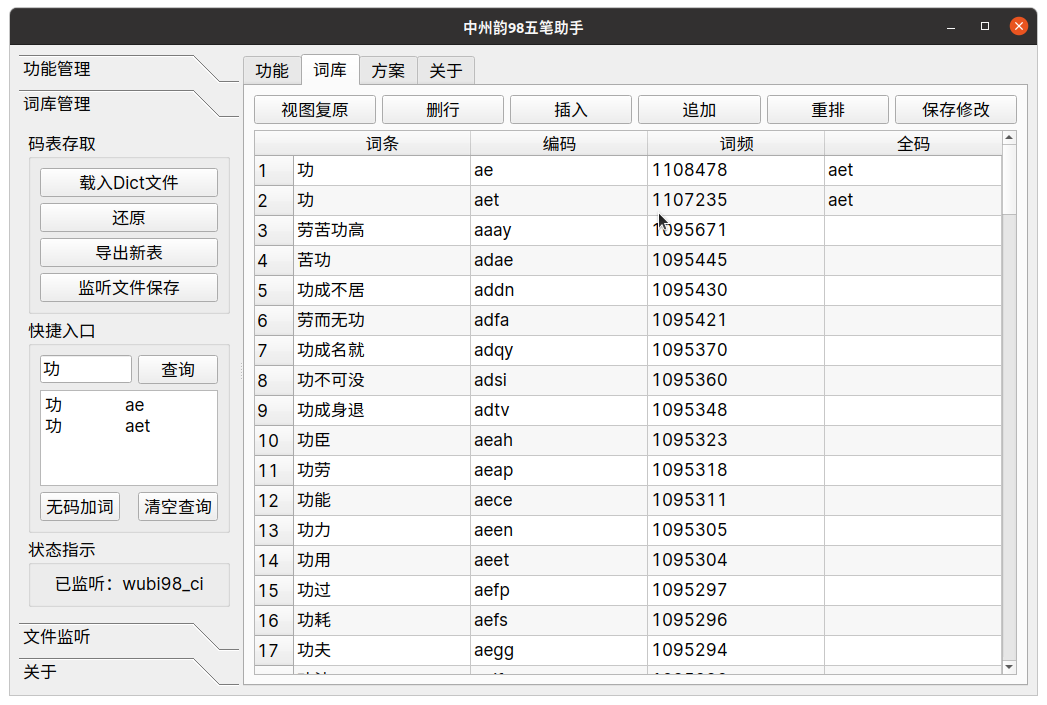 中州韵98五笔助手
功能管理
词库管理
码表存取
载入Dict文件
还原
导出新表
监听文件保存
快捷入口
功 查询
功 ae
功 aet
无码加词 清空查询
状态指示
已监听：wubi98_ci
文件监听
关于
功能 词库 方案 关于
视图复原 删行 插入 追加 重排 保存修改
词条 编码 词频 全码
1 功 ae 1108478 aet
2 功 aet 1107235 aet
3 劳苦功高 aaay 1095671
4 苦功 adae 1095445
5 功成不居 addn 1095430
6 劳而无功 adfa 1095421
7 功成名就 adqy 1095370
8 功不可没 adsi 1095360
9 功成身退 adtv 1095348
10 功臣 aeah 1095323
11 功劳 aeap 1095318
12 功能 aece 1095311
13 功力 aeen 1095305
14 功用 aeet 1095304
15 功过 aefp 1095297
16 功耗 aefs 1095296
17 功夫 aegg 1095294